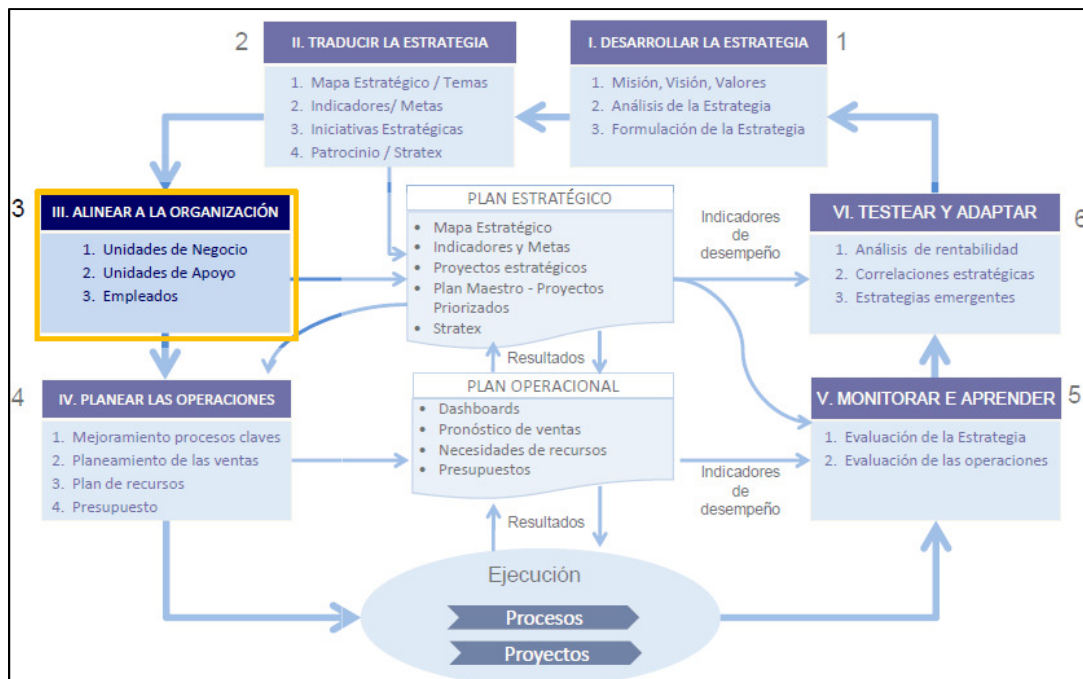 2
II. TRADUCIR LA ESTRATEGIA
1. Mapa Estratégico / Temas
2. Indicadores/ Metas
3. Iniciativas Estratégicas
4. Patrocinio / Stratex
I. DESARROLLAR LA ESTRATEGIA
1
1. Misión, Visión, Valores
2. Análisis de la Estrategia
3. Formulación de la Estrategia
3
III. ALINEAR A LA ORGANIZACIÓN
1. Unidades de Negocio
2. Unidades de Apoyo
3. Empleados
PLAN ESTRATÉGICO
• Mapa Estratégico
• Indicadores y Metas
• Proyectos estratégicos
• Plan Maestro - Proyectos
Priorizados
• Stratex
Indicadores
de
desempeño
VI. TESTEAR Y ADAPTAR
6
1. Análisis de rentabilidad
2. Correlaciones estratégicas
3. Estrategias emergentes
Resultados
4
IV. PLANEAR LAS OPERACIONES
1. Mejoramiento procesos claves
2. Planeamiento de las ventas
3. Plan de recursos
4. Presupuesto
PLAN OPERACIONAL
• Dashboards
• Pronóstico de ventas
• Necesidades de recursos
• Presupuestos
Indicadores
de
desempeño
V. MONITORAR E APRENDER
5
1. Evaluación de la Estrategia
2. Evaluación de las operaciones
Resultados
Ejecución
Procesos
Proyectos